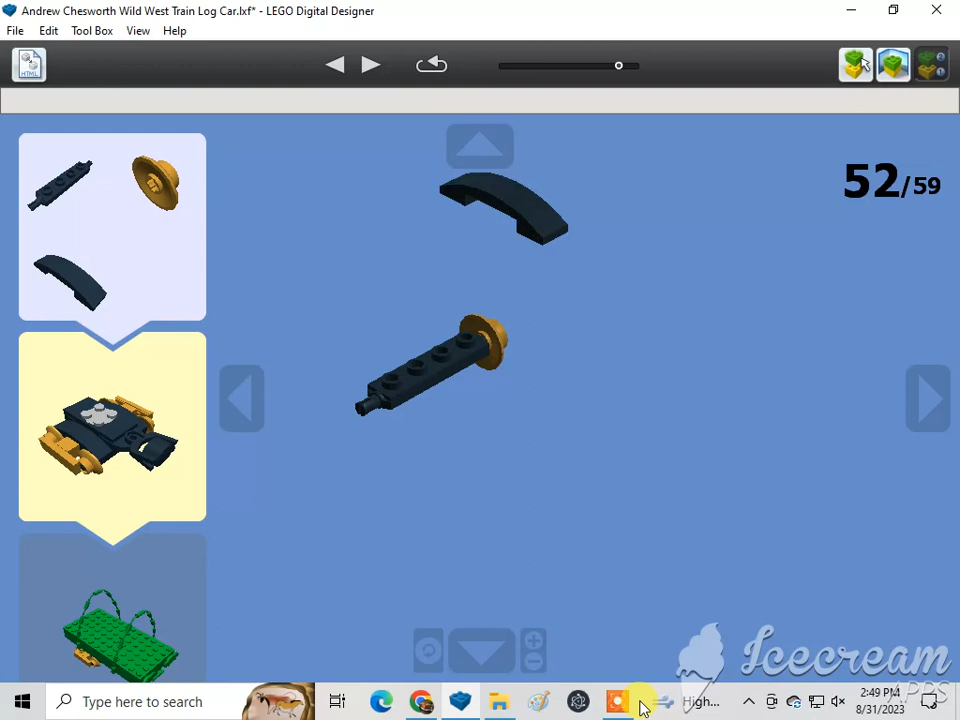 Andrew Chesworth Wild West Train Log Car.lxf* - LEGO Digital Designer
File Edit Tool Box View Help
HTML
52/59
Icecream
APPS
Type here to search
High...
2:49 PM
8/31/2023